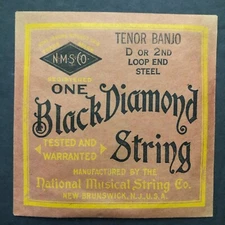 N.M.S.CO.
REGISTERED
TENOR BANJO
D OR 2ND
LOOP END
STEEL
ONE
Black Diamond
String
TESTED AND
WARRANTED
MANUFACTURED BY THE
National Musical String Co.
NEW BRUNSWICK, N.J., U.S.A.